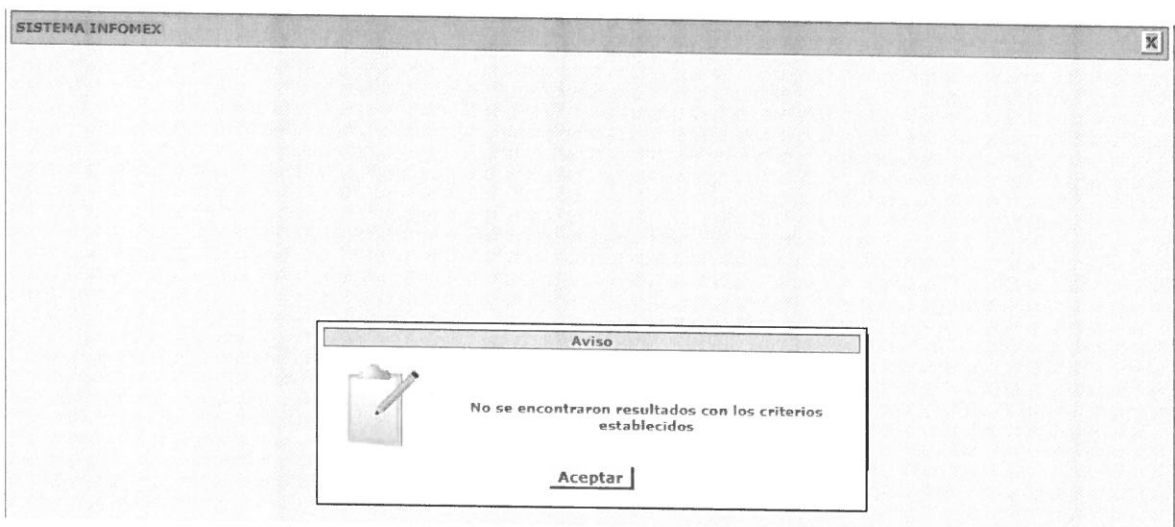 SISTEMA INFOMEX
X
Aviso
No se encontraron resultados con los criterios
establecidos
Aceptar